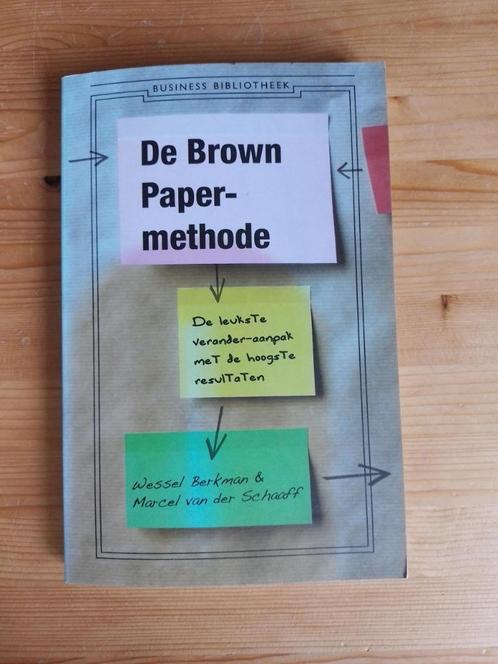 BUSINESS BIBLIOTHEEK
De Brown
Paper-
methode
De leukste
verander-aanpak
met de hoogste
resultaten
Wessel Berkman &
Marcel van der Schaaff